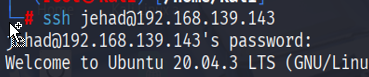 # ssh jehad@192.168.139.143
jehad@192.168.139.143's password:
Welcome to Ubuntu 20.04.3 LTS (GNU/Linu